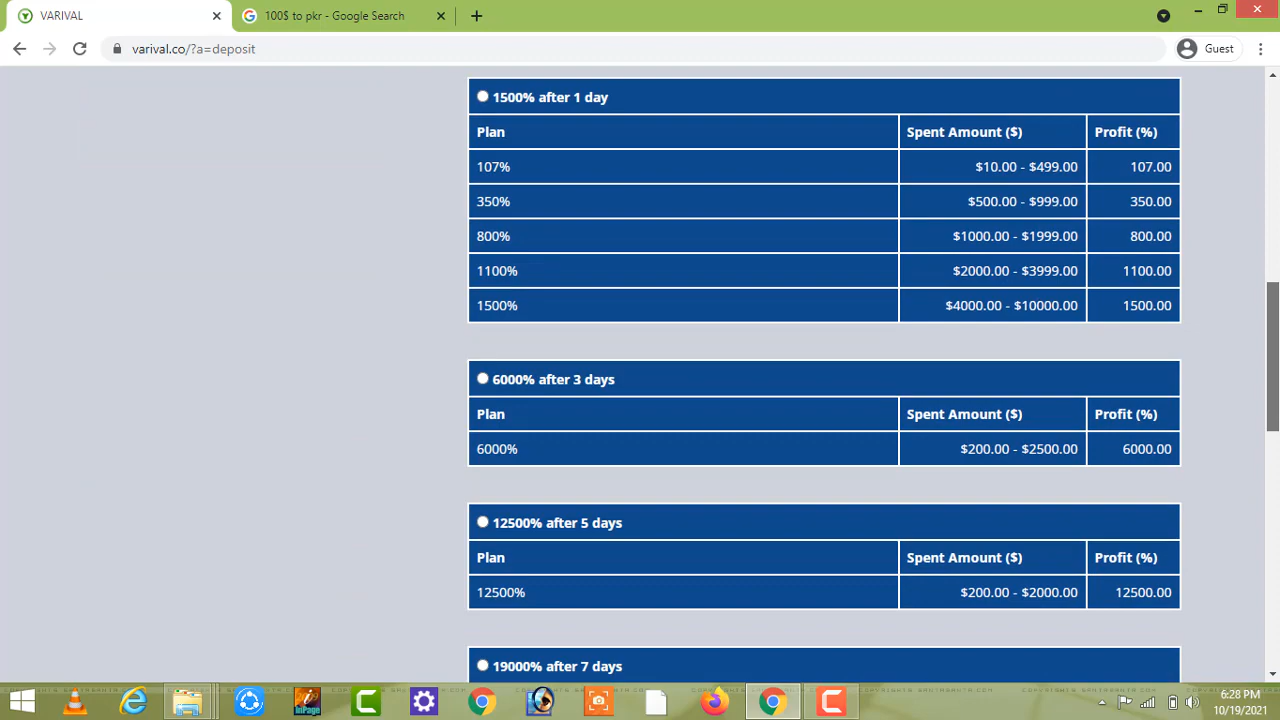 VARIVAL
100$ to pkr - Google Search
varival.co/?a=deposit
Guest
1500% after 1 day
Plan Spent Amount ($) Profit (%)
107% $10.00 - $499.00 107.00
350% $500.00 - $999.00 350.00
800% $1000.00 - $1999.00 800.00
1100% $2000.00 - $3999.00 1100.00
1500% $4000.00 - $10000.00 1500.00
6000% after 3 days
Plan Spent Amount ($) Profit (%)
6000% $200.00 - $2500.00 6000.00
12500% after 5 days
Plan Spent Amount ($) Profit (%)
12500% $200.00 - $2000.00 12500.00
19000% after 7 days
InPage
6:28 PM
10/19/2021